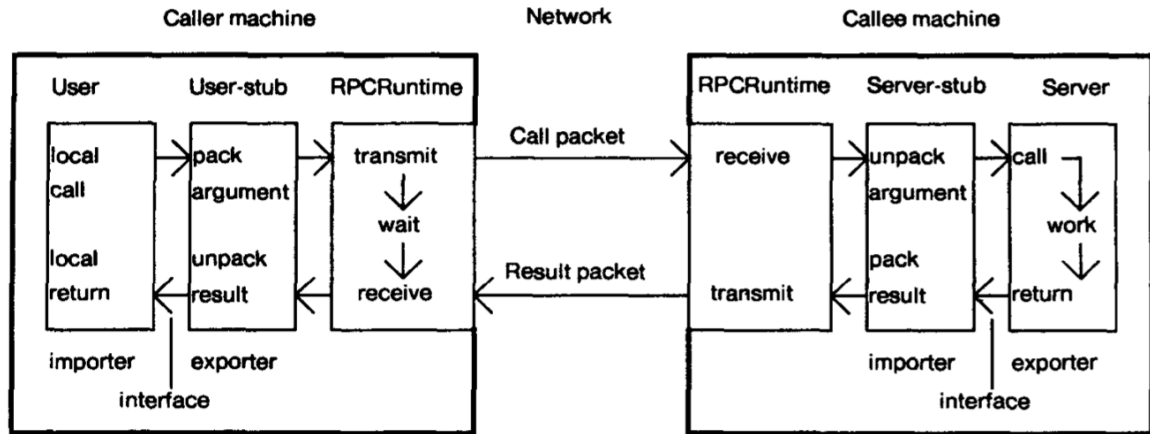 Caller machine Network Callee machine
User User-stub RPCRuntime RPCRuntime Server-stub Server
Call packet
local pack transmit receive unpack call
call argument argument
wait work
local unpack pack
Result packet
return result receive transmit result return
importer exporter importer exporter
interface interface